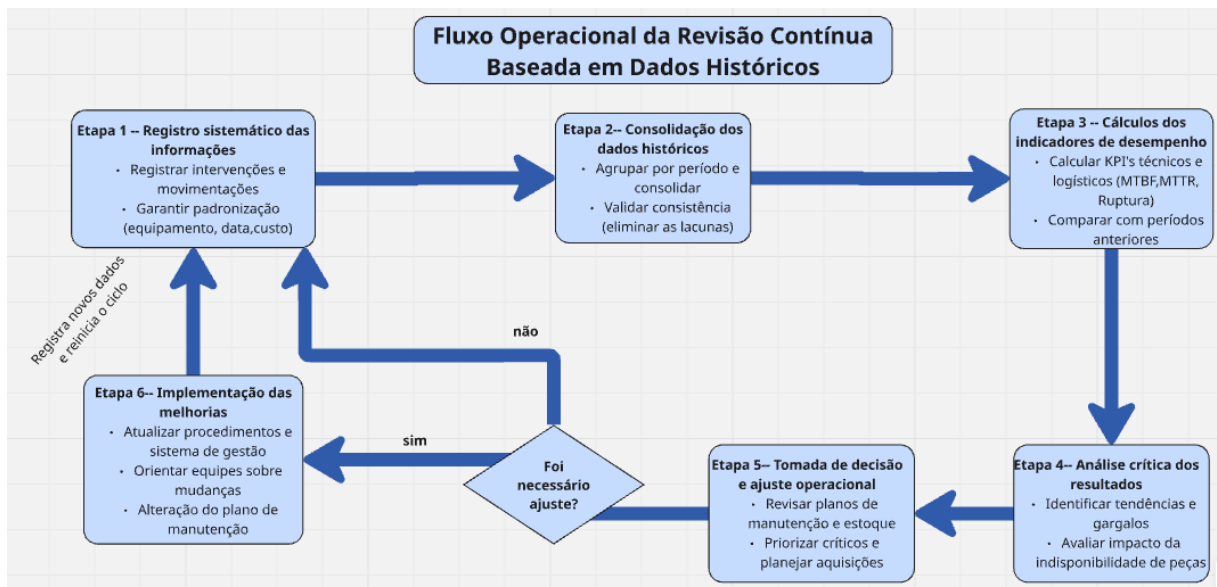 Fluxo Operacional da Revisão Contínua
Baseada em Dados Históricos
Etapa 1 -- Registro sistemático das
informações
· Registrar intervenções e
movimentações
· Garantir padronização
(equipamento, data,custo)
Etapa 2-- Consolidação dos
dados históricos
· Agrupar por período e
consolidar
· Validar consistência
(eliminar as lacunas)
Etapa 3 -- Cálculos dos
indicadores de desempenho
· Calcular KPI's técnicos e
logísticos (MTBF,MTTR,
Ruptura)
· Comparar com períodos
anteriores
Etapa 4-- Análise crítica dos
resultados
· Identificar tendências e
gargalos
· Avaliar impacto da
indisponibilidade de peças
Etapa 5-- Tomada de decisão
e ajuste operacional
· Revisar planos de
manutenção e estoque
· Priorizar críticos e
planejar aquisições
Foi
necessário
ajuste?
não
sim
Etapa 6-- Implementação das
melhorias
· Atualizar procedimentos e
sistema de gestão
· Orientar equipes sobre
mudanças
· Alteração do plano de
manutenção
Registra novos dados
e reinicia o ciclo